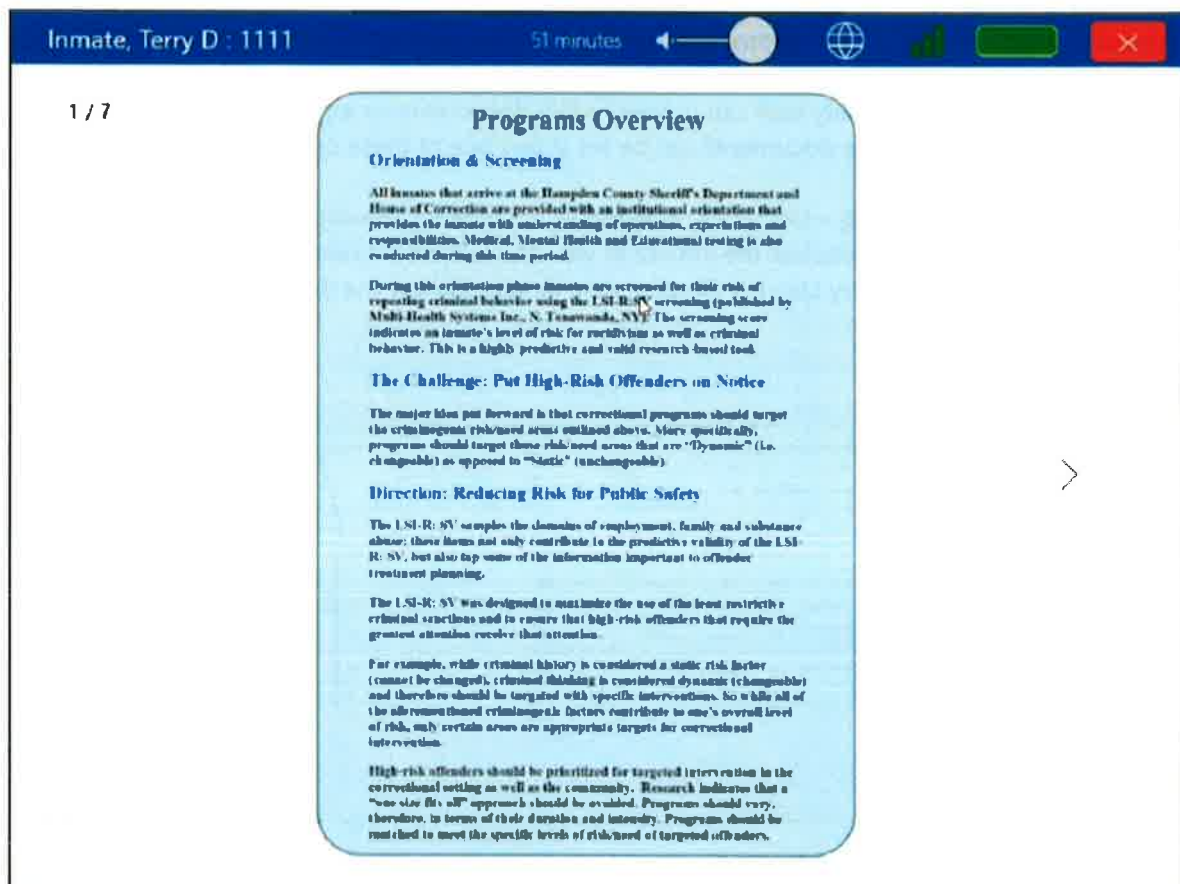 Inmate, Terry D : 1111
51 minutes
1 / 7
Programs Overview
Orientation & Screening
All inmates that arrive at the Hampden County Sheriff's Department and
House of Correction are provided with an institutional orientation that
provides the inmate with understanding of operations, expectations and
responsibilities. Medical, Mental Health and Educational testing is also
conducted during this time period.
During this orientation phase inmates are screened for their risk of
repeating criminal behavior using the LSI-R:SV screening (published by
Multi-Health Systems Inc., N. Tonawanda, NY). The screening score
indicates an inmate's level of risk for recidivism as well as criminal
behavior. This is a highly predictive and valid research-based tool.
The Challenge: Put High-Risk Offenders on Notice
The major idea put forward is that correctional programs should target
the criminogenic risk/need areas outlined above. More specifically,
programs should target those risk/need areas that are "Dynamic" (i.e.
changeable) as opposed to "Static" (unchangeable).
Direction: Reducing Risk for Public Safety
The LSI-R: SV samples the domains of employment, family and substance
abuse; these items not only contribute to the predictive validity of the LSI-
R: SV, but also tap some of the information important to offender
treatment planning.
The LSI-R: SV was designed to maximize the use of the least restrictive
criminal sanctions and to ensure that high-risk offenders that require the
greatest attention receive that attention.
For example, while criminal history is considered a static risk factor
(cannot be changed), criminal thinking is considered dynamic (changeable)
and therefore should be targeted with specific interventions. So while all of
the aforementioned criminogenic factors contribute to one's overall level
of risk, only certain areas are appropriate targets for correctional
intervention.
High-risk offenders should be prioritized for targeted intervention in the
correctional setting as well as the community. Research indicates that a
"one size fits all" approach should be avoided. Programs should vary,
therefore, in terms of their duration and intensity. Programs should be
matched to meet the specific levels of risk/need of targeted offenders.